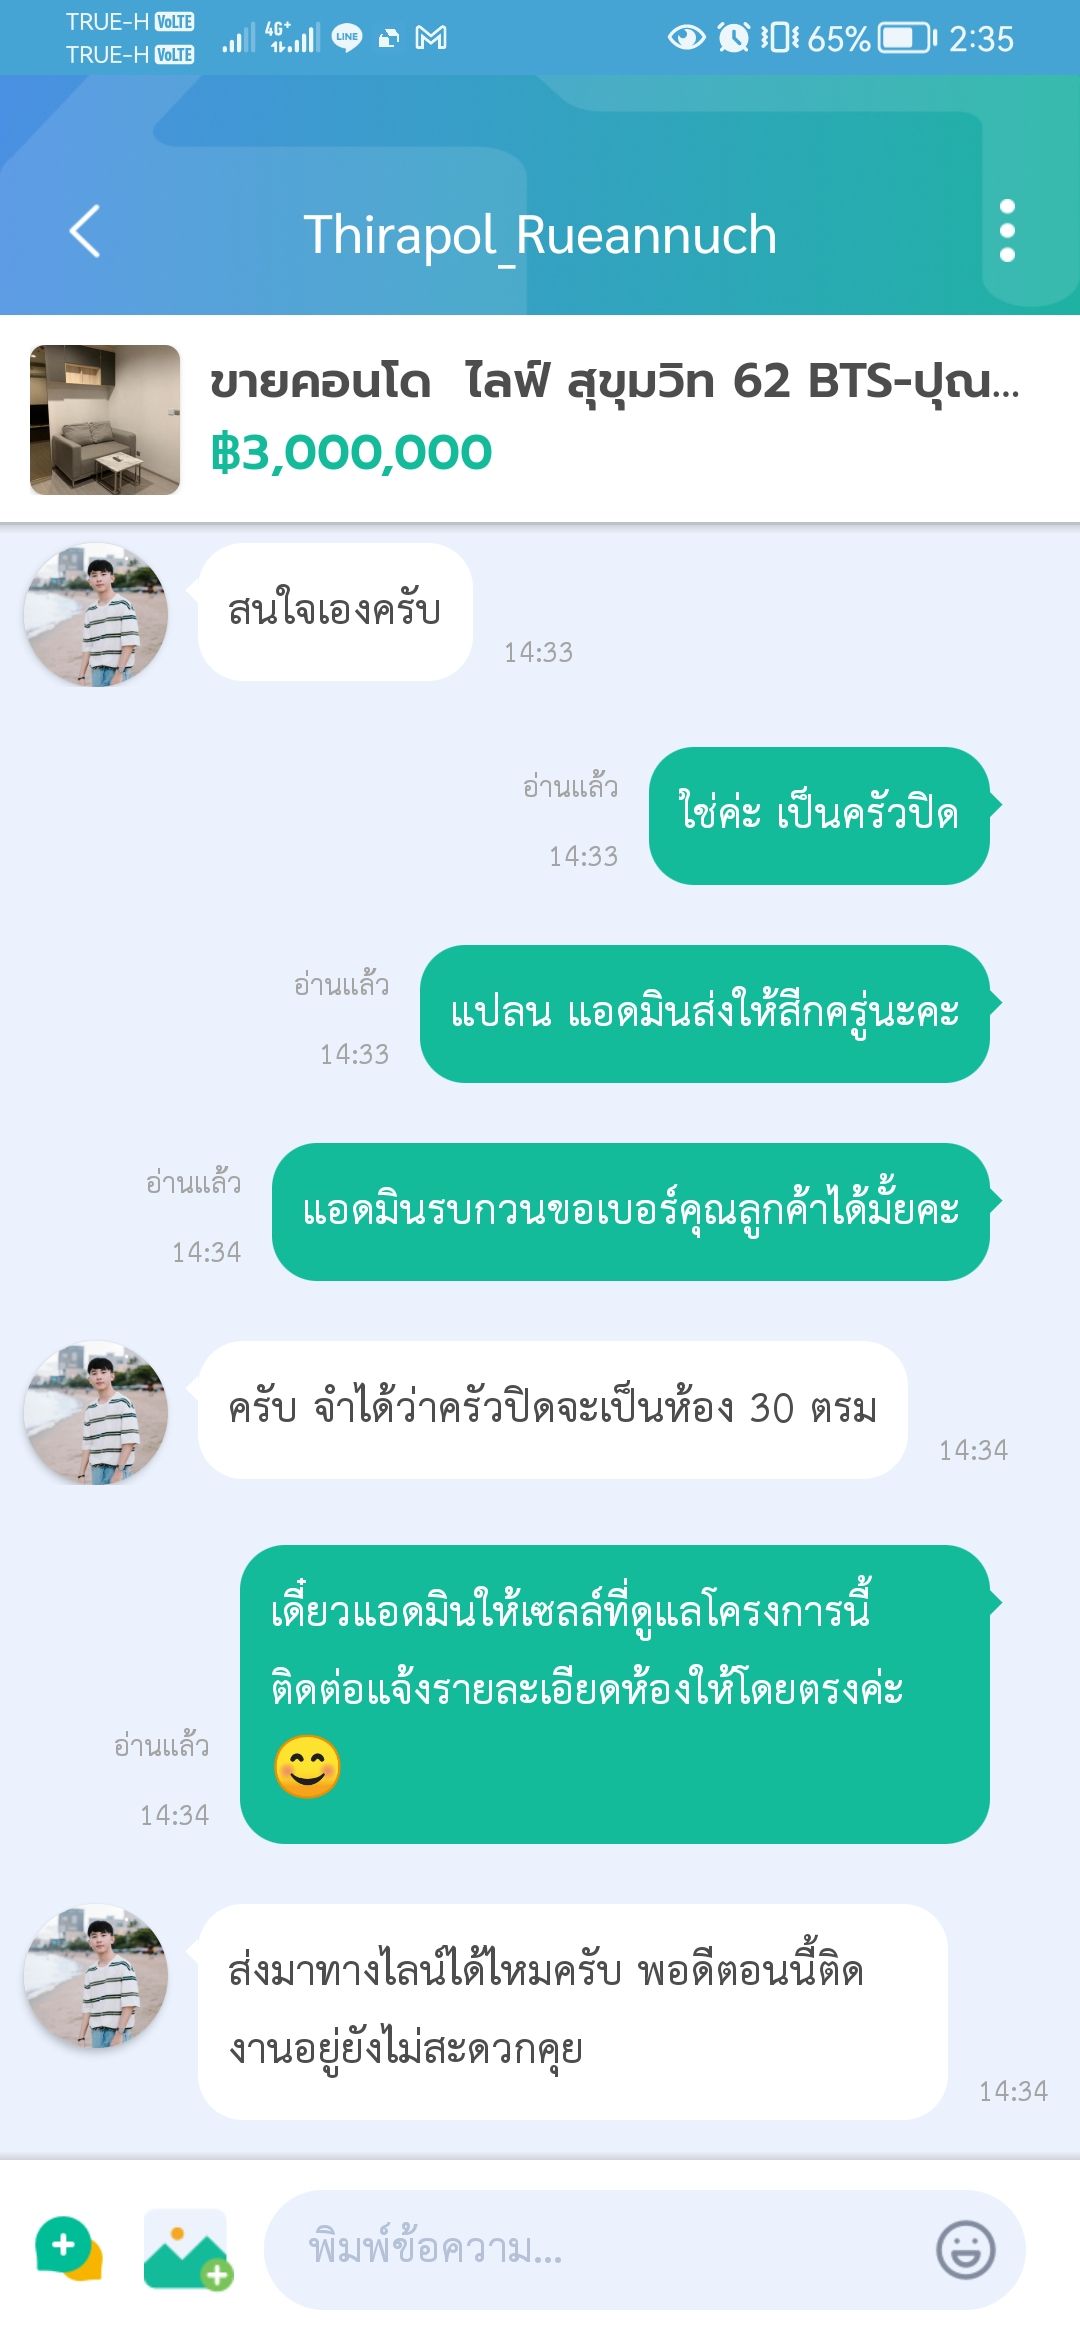 TRUE-H VoLTE
TRUE-H VoLTE
4G+
LINE
65%
2:35
Thirapol_Rueannuch
ขายคอนโด ไลฟ์ สุขุมวิท 62 BTS-ปุณ...
฿3,000,000
สนใจเองครับ
14:33
อ่านแล้ว
14:33
ใช่ค่ะ เป็นครัวปิด
อ่านแล้ว
14:33
แปลน แอดมินส่งให้สีกครู่นะคะ
อ่านแล้ว
14:34
แอดมินรบกวนขอเบอร์คุณลูกค้าได้มั้ยคะ
ครับ จำได้ว่าครัวปิดจะเป็นห้อง 30 ตรม
14:34
เดี๋ยวแอดมินให้เซลล์ที่ดูแลโครงการนี้
ติดต่อแจ้งรายละเอียดห้องให้โดยตรงค่ะ
😊
อ่านแล้ว
14:34
ส่งมาทางไลน์ได้ไหมครับ พอดีตอนนี้ติด
งานอยู่ยังไม่สะดวกคุย
14:34
พิมพ์ข้อความ...